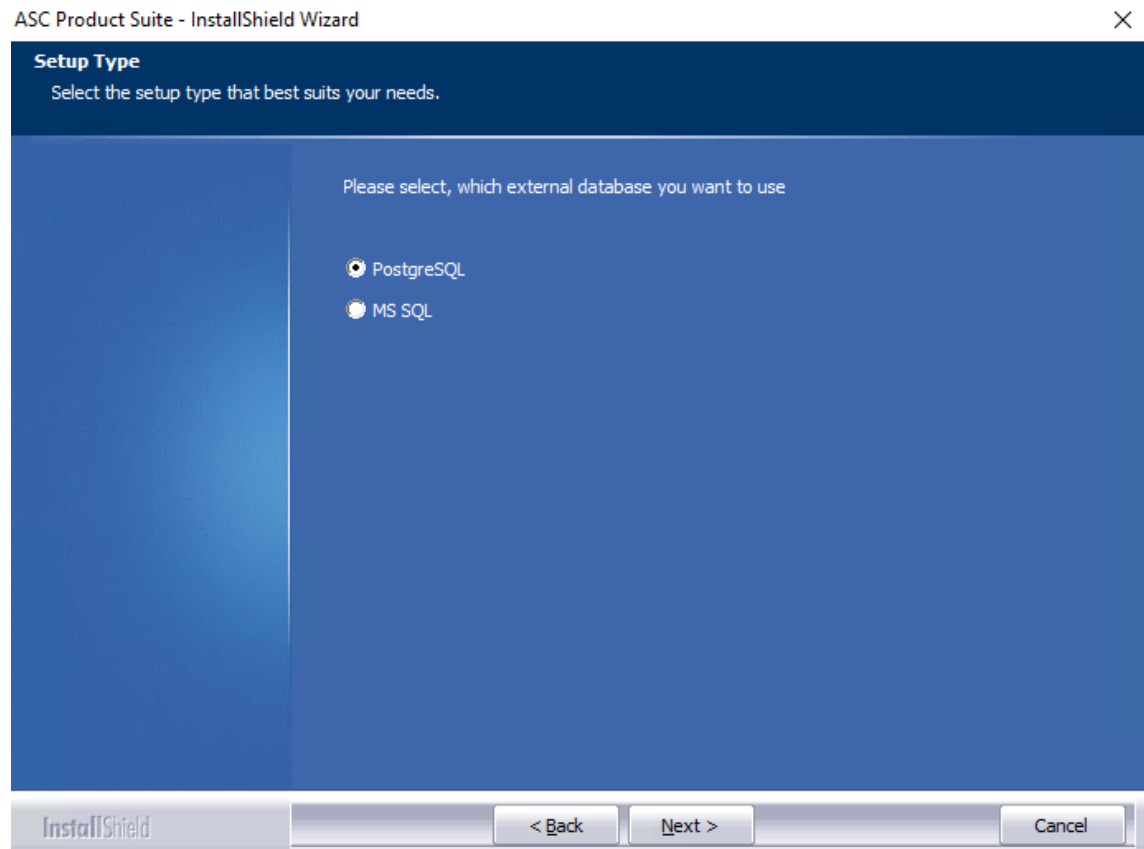 ASC Product Suite - InstallShield Wizard
Setup Type
Select the setup type that best suits your needs.
Please select, which external database you want to use
PostgreSQL
MS SQL
InstallShield
< Back
Next >
Cancel